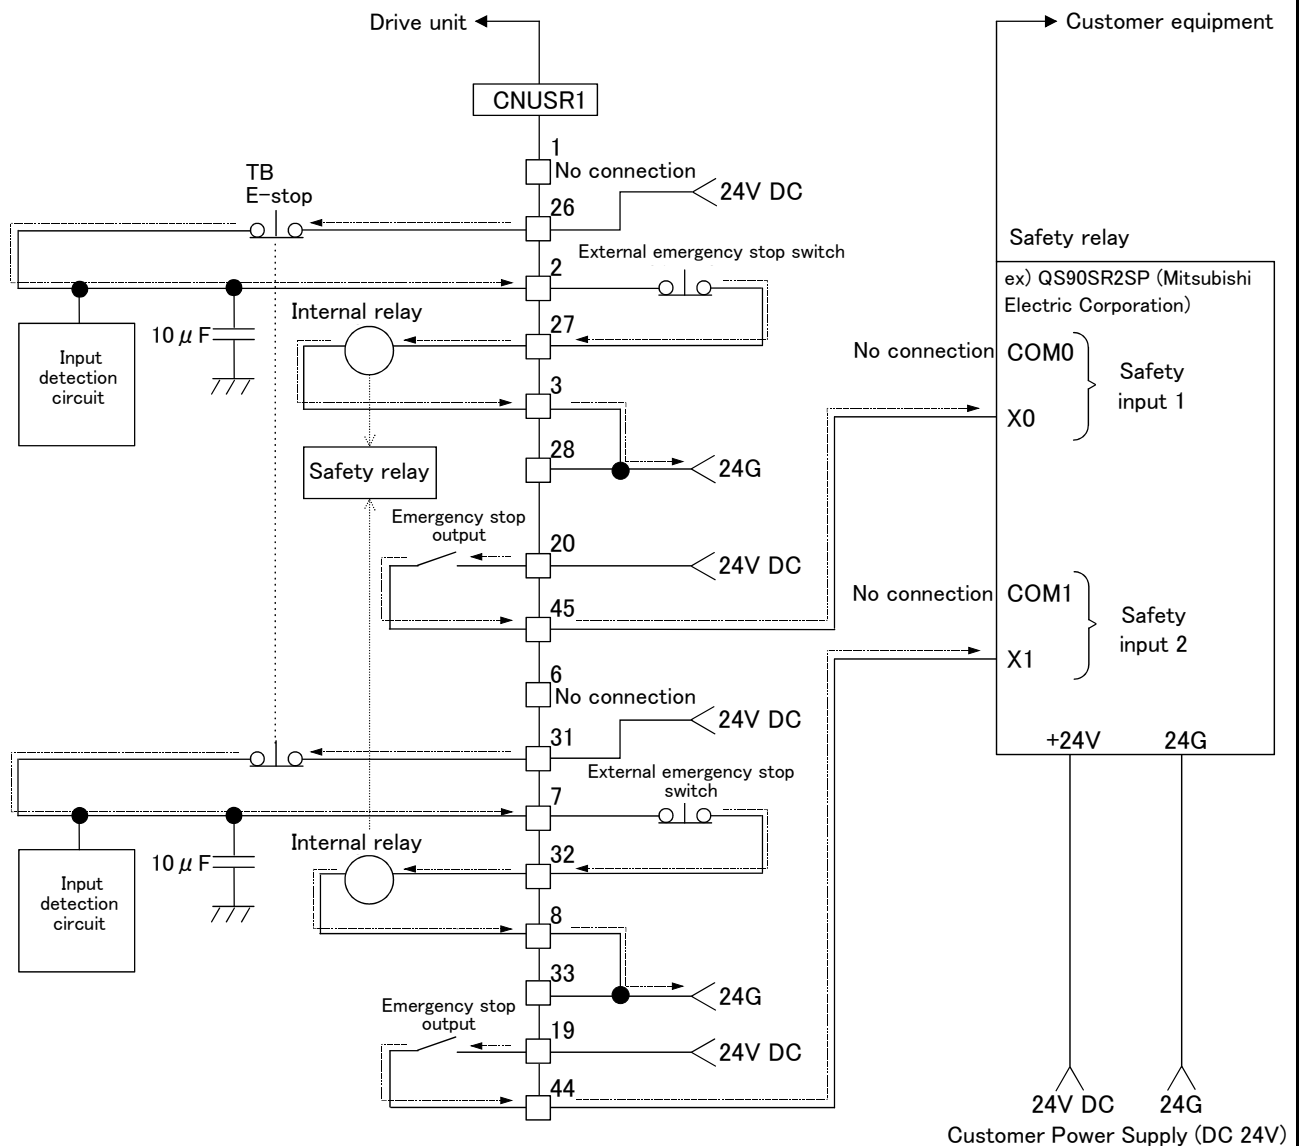 Drive unit
Customer equipment
CNUSR1
1
No connection
TB
E-stop
24V DC
26
External emergency stop switch
2
Internal relay
27
10 μF
Input
detection
circuit
3
28
24G
Safety relay
Emergency stop
output
20
24V DC
45
6
No connection
24V DC
31
External emergency stop
switch
7
Internal relay
32
10 μF
Input
detection
circuit
8
33
24G
Emergency stop
output
19
24V DC
44
Safety relay
ex) QS90SR2SP (Mitsubishi
Electric Corporation)
No connection
COM0
X0
Safety
input 1
No connection
COM1
X1
Safety
input 2
+24V
24G
24V DC
24G
Customer Power Supply (DC 24V)